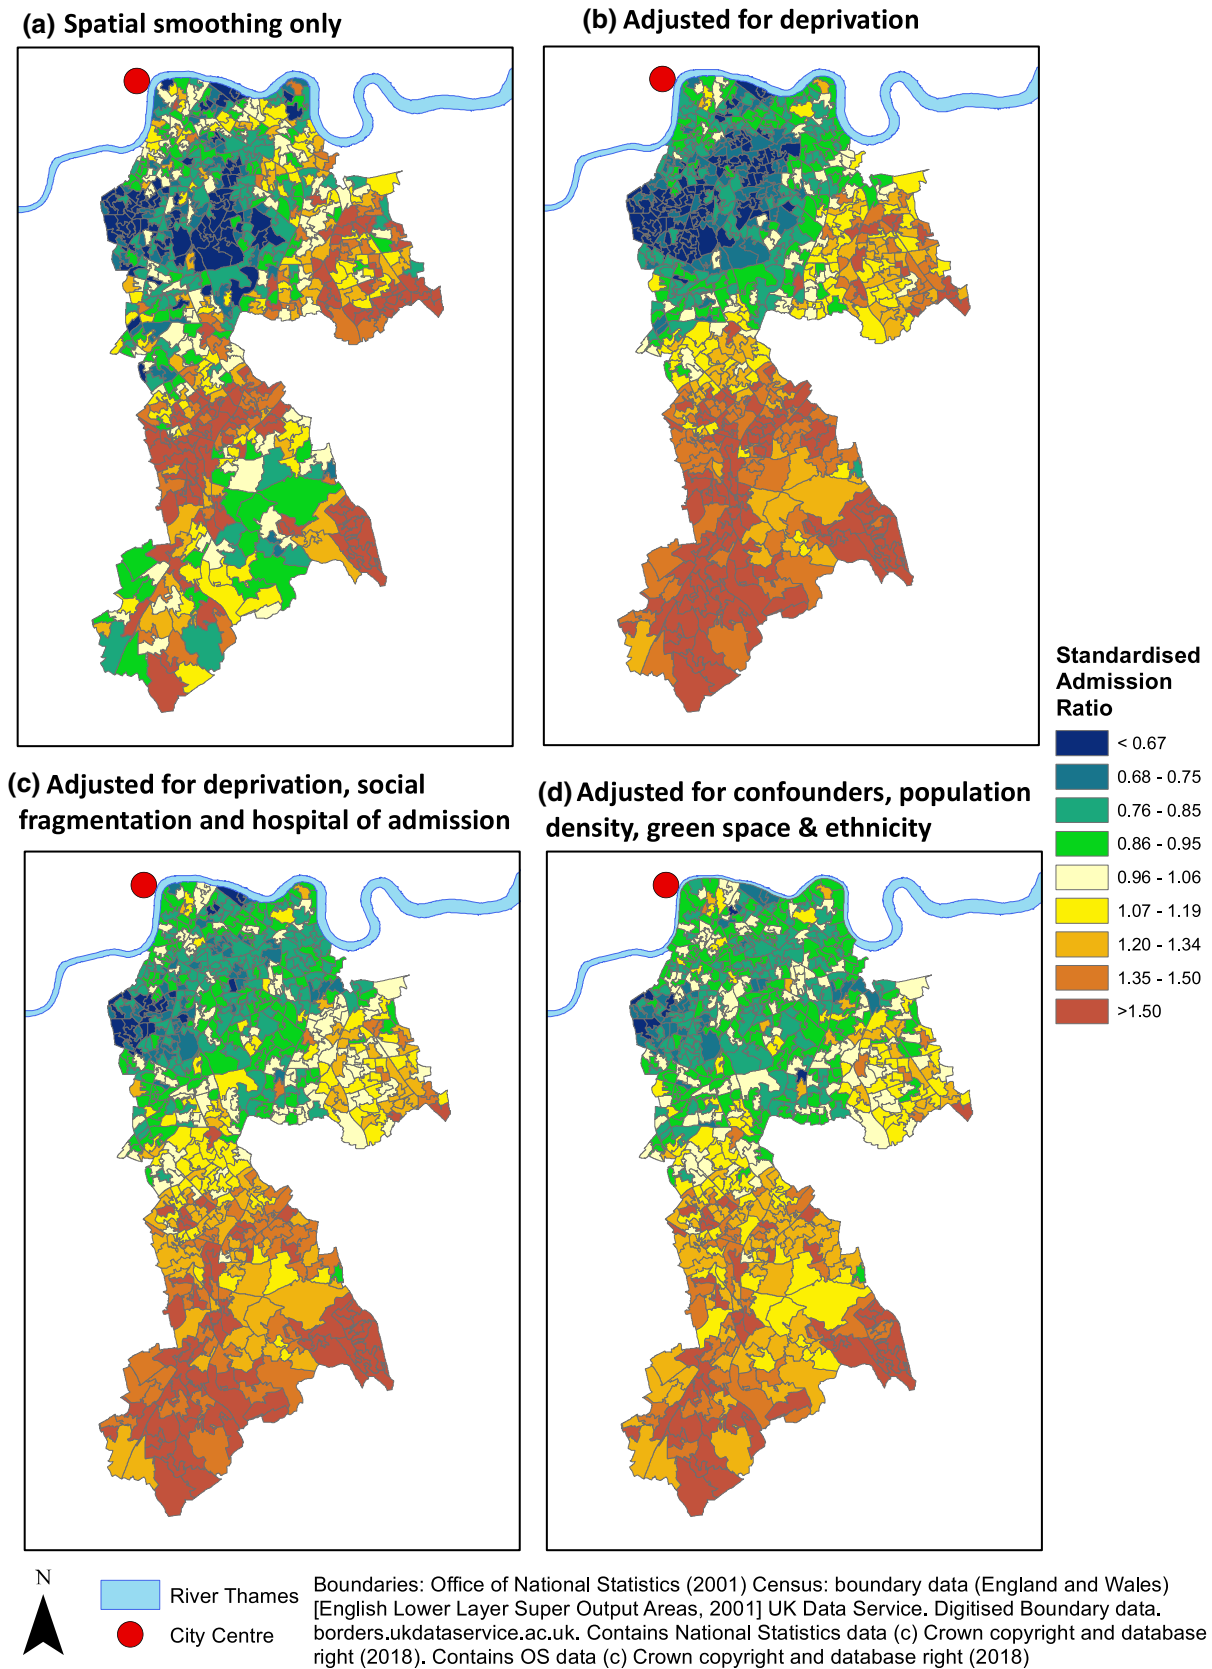 (a) Spatial smoothing only
(b) Adjusted for deprivation
(c) Adjusted for deprivation, social
fragmentation and hospital of admission
(d) Adjusted for confounders, population
density, green space & ethnicity
Standardised
Admission
Ratio
< 0.67
0.68 - 0.75
0.76 - 0.85
0.86 - 0.95
0.96 - 1.06
1.07 - 1.19
1.20 - 1.34
1.35 - 1.50
>1.50
N
River Thames
City Centre
Boundaries: Office of National Statistics (2001) Census: boundary data (England and Wales)
[English Lower Layer Super Output Areas, 2001] UK Data Service. Digitised Boundary data.
borders.ukdataservice.ac.uk. Contains National Statistics data (c) Crown copyright and database
right (2018). Contains OS data (c) Crown copyright and database right (2018)